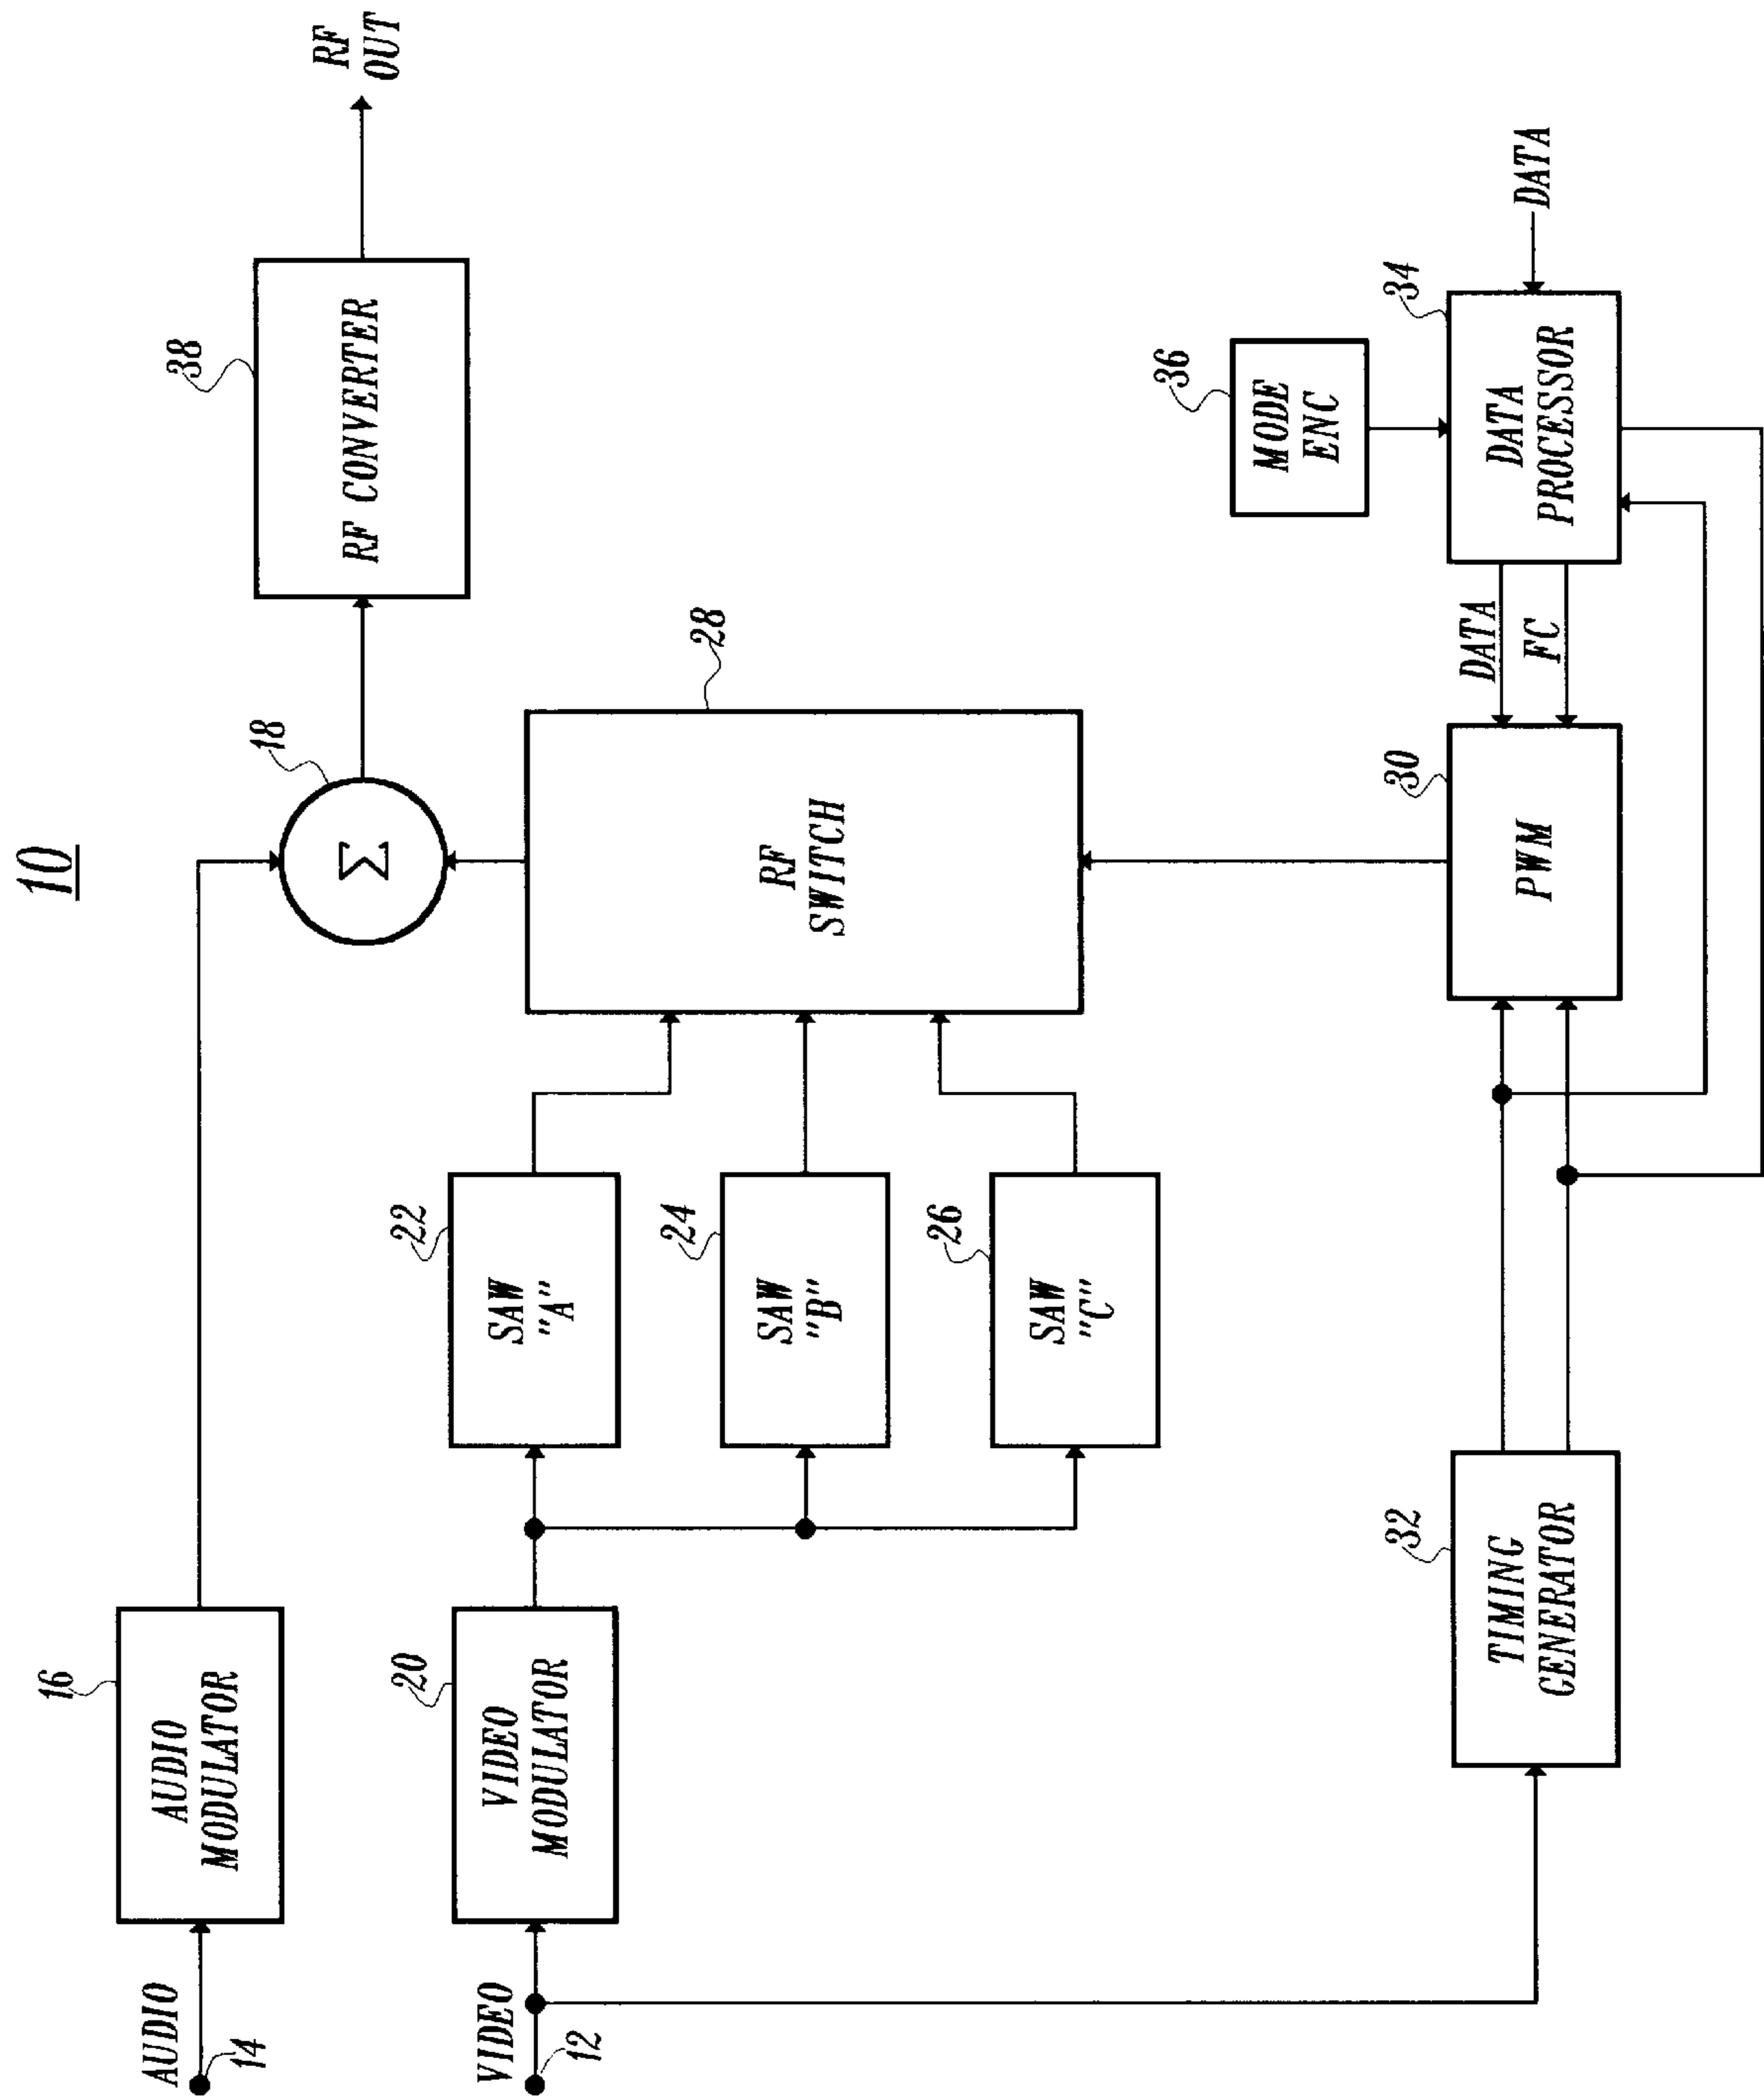 10
AUDIO
14
16
AUDIO
MODULATOR
18
Σ
38
RF CONVERTER
RF
OUT
VIDEO
12
20
VIDEO
MODULATOR
22
SAW
"A"
24
SAW
"B"
26
SAW
"C"
28
RF
SWITCH
32
TIMING
GENERATOR
30
PWM
DATA
FC
36
MODE
ENC
34
DATA
PROCESSOR
DATA